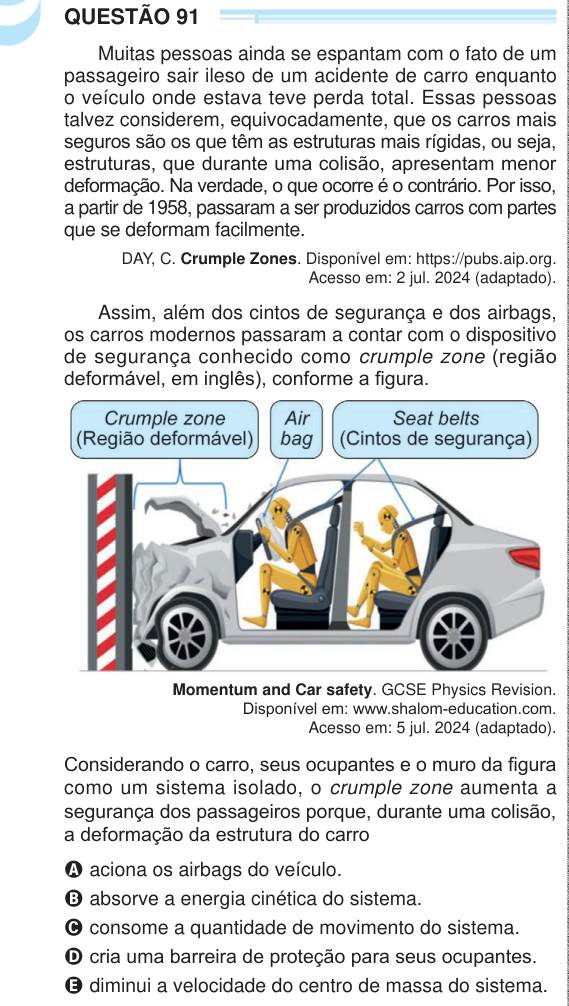 QUESTÃO 91
Muitas pessoas ainda se espantam com o fato de um
passageiro sair ileso de um acidente de carro enquanto
o veículo onde estava teve perda total. Essas pessoas
talvez considerem, equivocadamente, que os carros mais
seguros são os que têm as estruturas mais rígidas, ou seja,
estruturas, que durante uma colisão, apresentam menor
deformação. Na verdade, o que ocorre é o contrário. Por isso,
a partir de 1958, passaram a ser produzidos carros com partes
que se deformam facilmente.
DAY, C. Crumple Zones. Disponível em: https://pubs.aip.org.
Acesso em: 2 jul. 2024 (adaptado).
Assim, além dos cintos de segurança e dos airbags,
os carros modernos passaram a contar com o dispositivo
de segurança conhecido como crumple zone (região
deformável, em inglês), conforme a figura.
Crumple zone
(Região deformável)
Air
bag
Seat belts
(Cintos de segurança)
Momentum and Car safety. GCSE Physics Revision.
Disponível em: www.shalom-education.com.
Acesso em: 5 jul. 2024 (adaptado).
Considerando o carro, seus ocupantes e o muro da figura
como um sistema isolado, o crumple zone aumenta a
segurança dos passageiros porque, durante uma colisão,
a deformação da estrutura do carro
A aciona os airbags do veículo.
B absorve a energia cinética do sistema.
C consome a quantidade de movimento do sistema.
D cria uma barreira de proteção para seus ocupantes.
E diminui a velocidade do centro de massa do sistema.